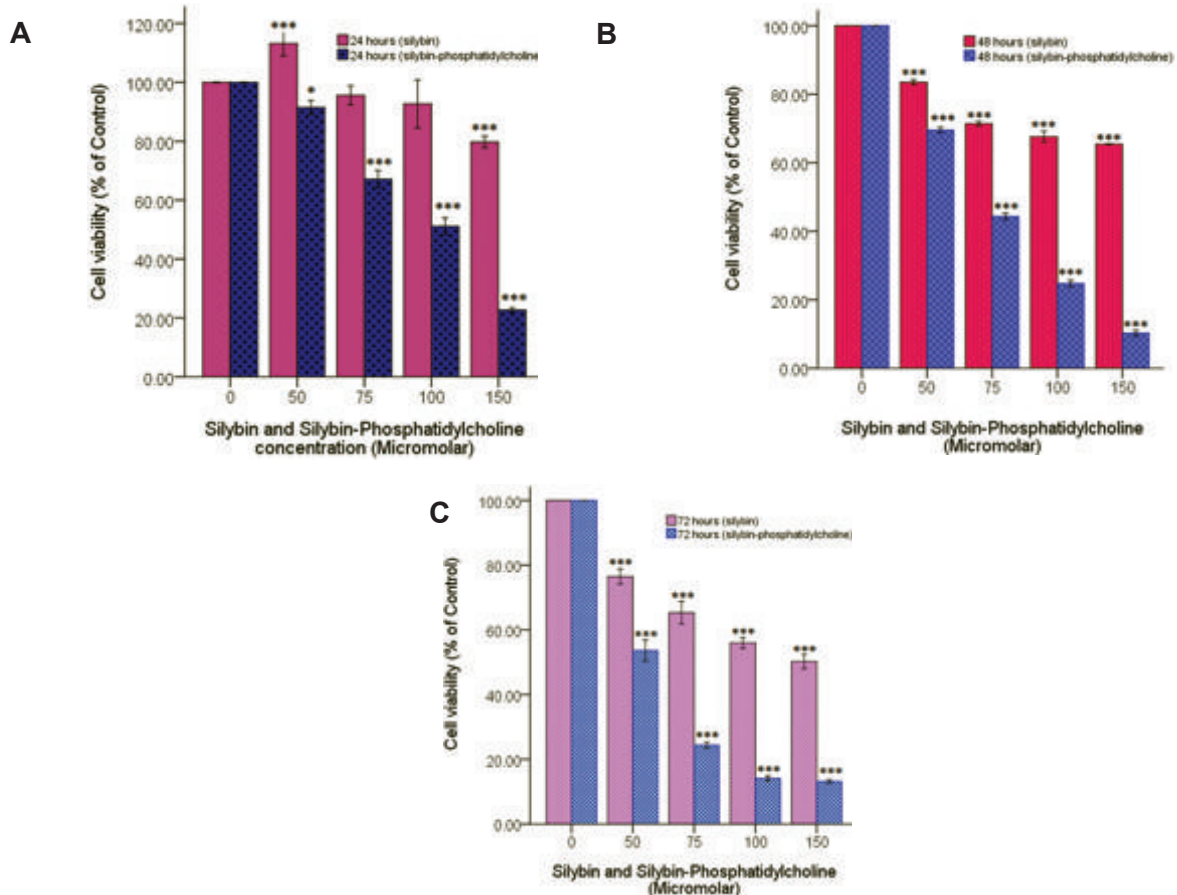 A
Cell viability (% of Control)
120.00
100.00
80.00
60.00
40.00
20.00
0.00
24 hours (silybin)
24 hours (silybin-phosphatidylcholine
***
*
***
***
***
***
0 50 75 100 150
Silybin and Silybin-Phosphatidylcholine
concentration (Micromolar)
B
Cell viability (% of Control)
100.00
80.00
60.00
40.00
20.00
0.00
48 hours (silybin)
48 hours (silybin-phosphatidylcholine)
***
***
***
***
***
***
***
***
0 50 75 100 150
Silybin and Silybin-Phosphatidylcholine
(Micromolar)
C
Cell viability (% of Control)
100.00
80.00
60.00
40.00
20.00
0.00
72 hours (silybin)
72 hours (silybin-phosphatidylcholine)
***
***
***
***
***
***
***
***
0 50 75 100 150
Silybin and Silybin-Phosphatidylcholine
(Micromolar)